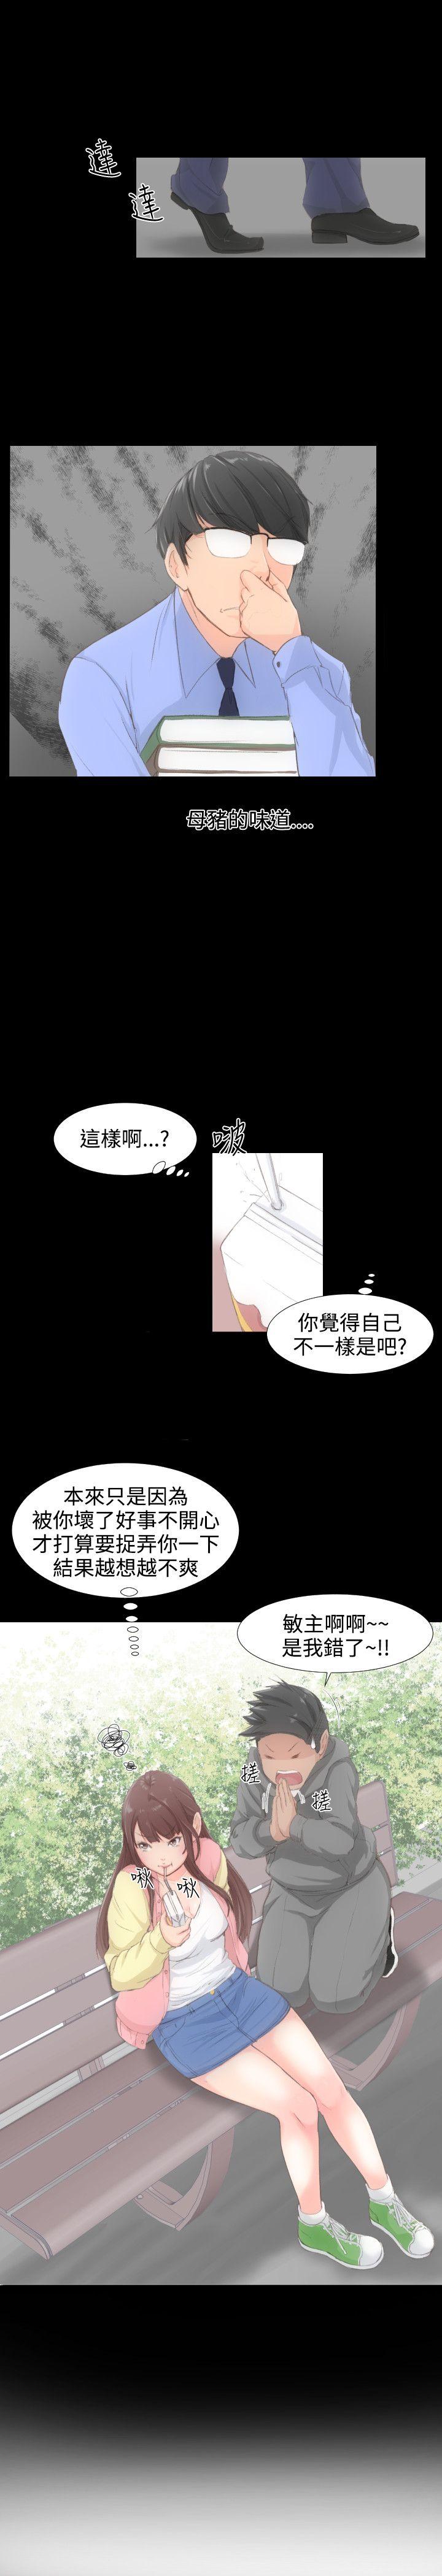 達
達
母豬的味道....
這樣啊...?
啵
你覺得自己
不一樣是吧?
本來只是因為
被你壞了好事不開心
才打算要捉弄你一下
結果越想越不爽
敏主啊啊~~
是我錯了~!!
搓
搓
啾
啾